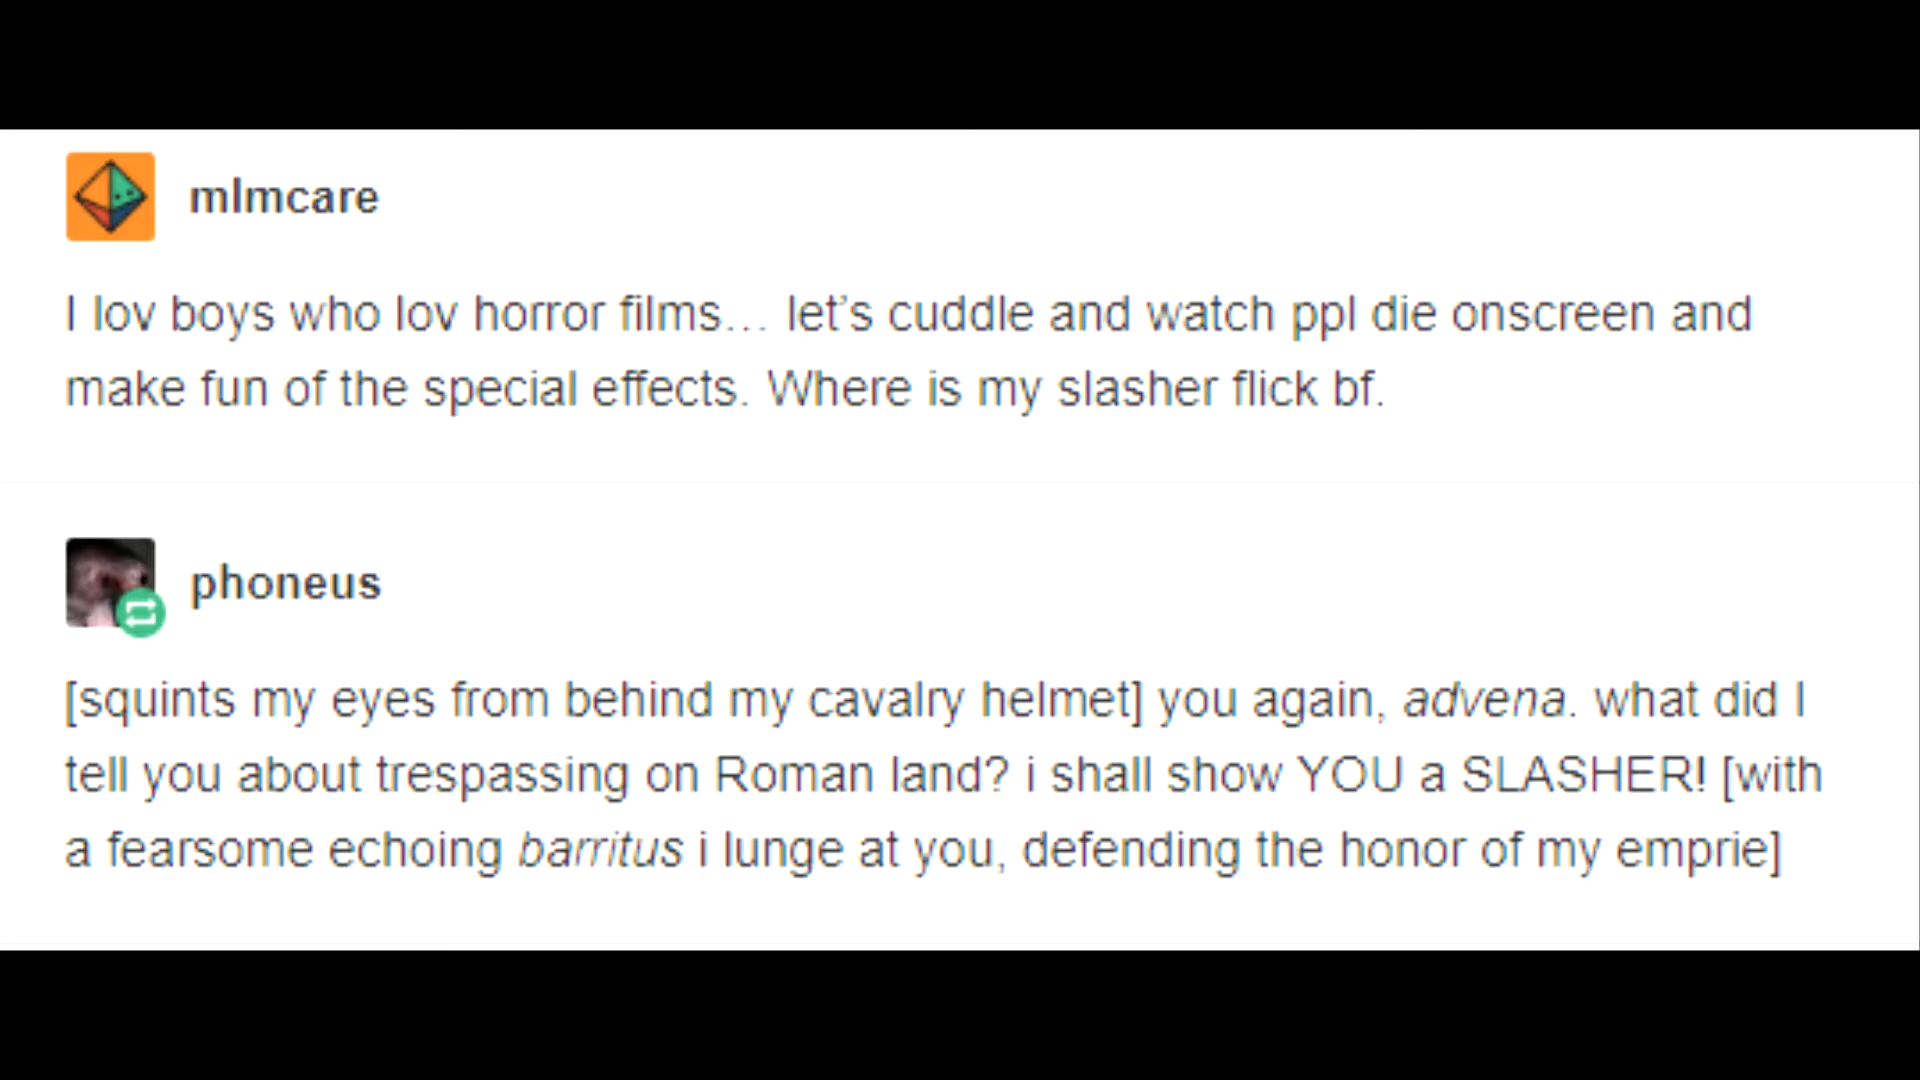 mlmcare
I lov boys who lov horror films... let’s cuddle and watch ppl die onscreen and
make fun of the special effects. Where is my slasher flick bf.
phoneus
[squints my eyes from behind my cavalry helmet] you again, advena. what did I
tell you about trespassing on Roman land? i shall show YOU a SLASHER! [with
a fearsome echoing barritus i lunge at you, defending the honor of my emprie]